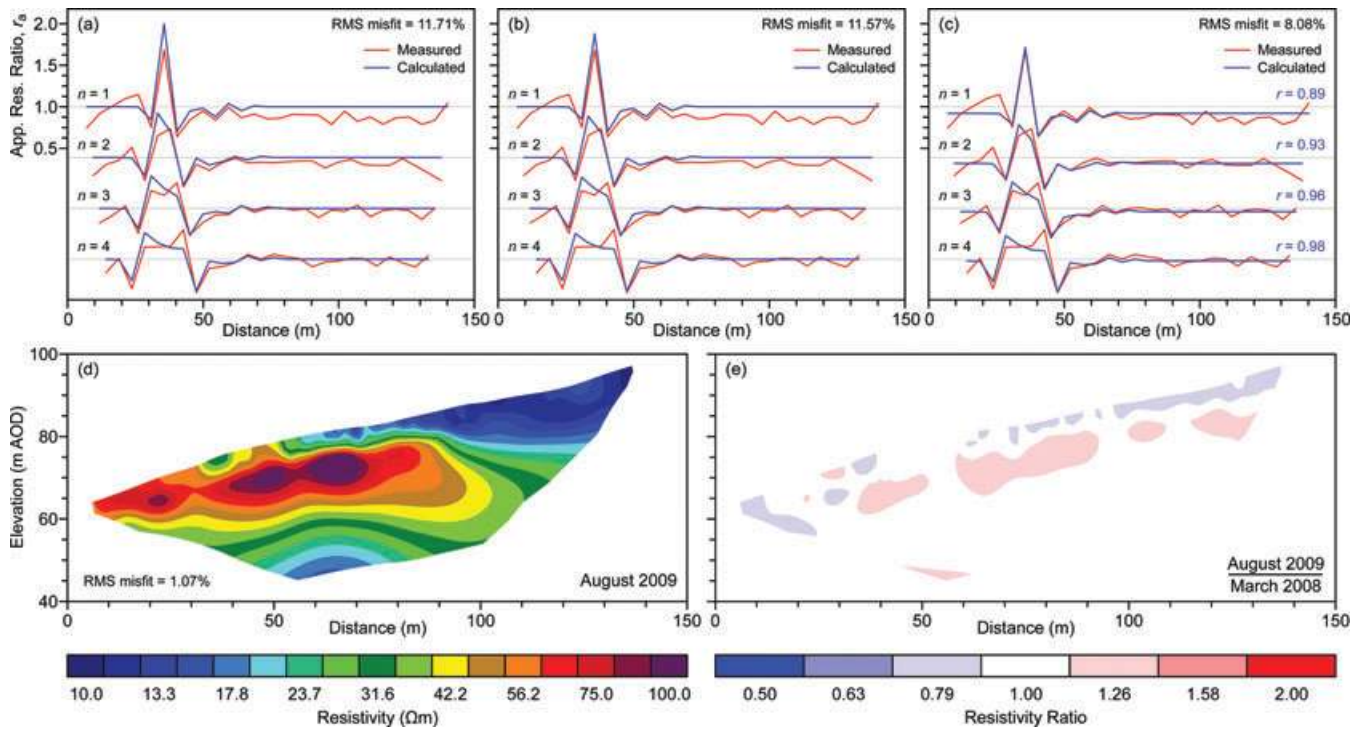 (a) RMS misfit = 11.71%
Measured
Calculated
n = 1
n = 2
n = 3
n = 4
App. Res. Ratio, ra
2.0
1.5
1.0
0.5
0 50 100 150
Distance (m)
(b) RMS misfit = 11.57%
Measured
Calculated
n = 1
n = 2
n = 3
n = 4
0 50 100 150
Distance (m)
(c) RMS misfit = 8.08%
Measured
Calculated
n = 1 r = 0.89
n = 2 r = 0.93
n = 3 r = 0.96
n = 4 r = 0.98
0 50 100 150
Distance (m)
(d)
Elevation (m AOD)
100
80
60
40
RMS misfit = 1.07% August 2009
0 50 100 150
Distance (m)
10.0 13.3 17.8 23.7 31.6 42.2 56.2 75.0 100.0
Resistivity (Ωm)
(e)
August 2009
March 2008
0 50 100 150
Distance (m)
0.50 0.63 0.79 1.00 1.26 1.58 2.00
Resistivity Ratio